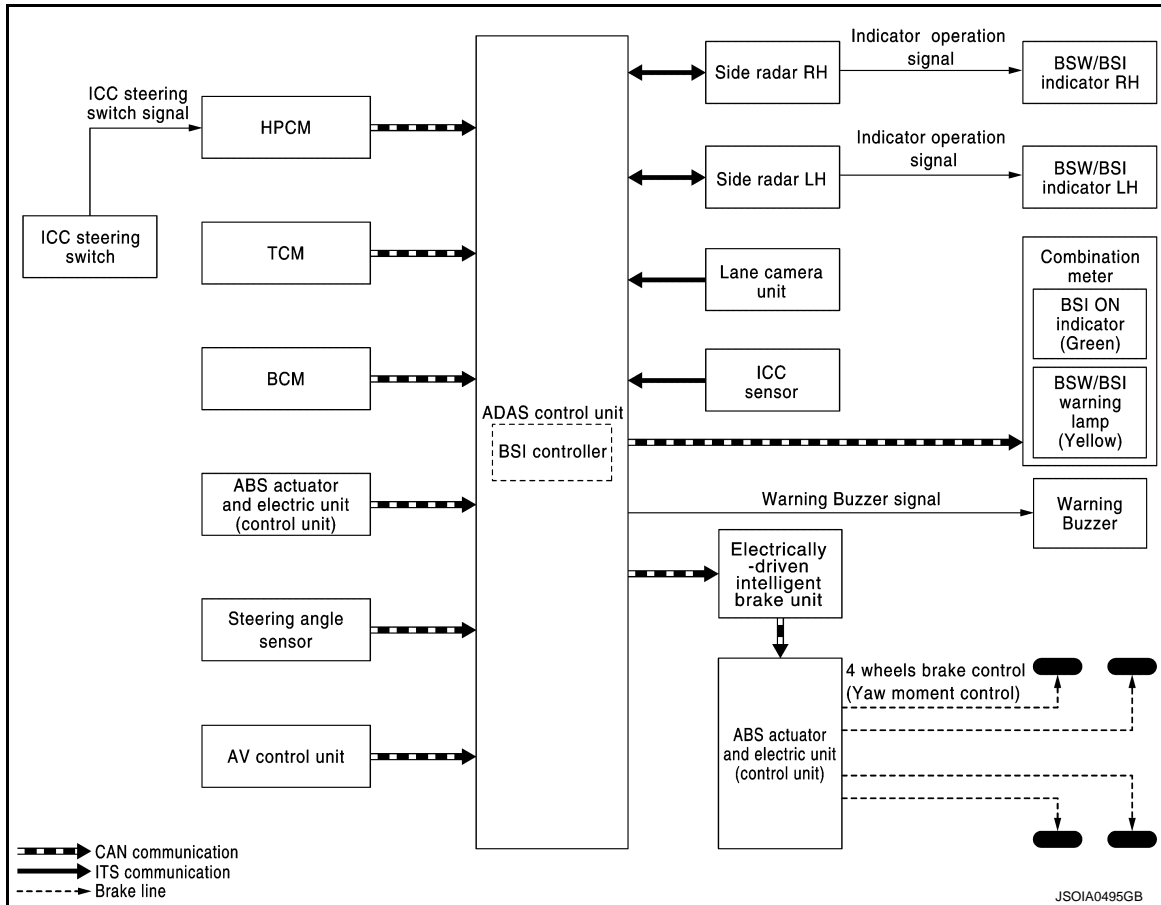 ICC steering
switch signal
HPCM
ICC steering
switch
TCM
BCM
ABS actuator
and electric unit
(control unit)
Steering angle
sensor
AV control unit
ADAS control unit
BSI controller
Side radar RH
Indicator operation
signal
BSW/BSI
indicator RH
Side radar LH
Indicator operation
signal
BSW/BSI
indicator LH
Lane camera
unit
ICC
sensor
Combination
meter
BSI ON
indicator
(Green)
BSW/BSI
warning
lamp
(Yellow)
Warning Buzzer signal
Warning
Buzzer
Electrically
-driven
intelligent
brake unit
4 wheels brake control
(Yaw moment control)
ABS actuator
and electric unit
(control unit)
CAN communication
ITS communication
Brake line
JSOIA0495GB